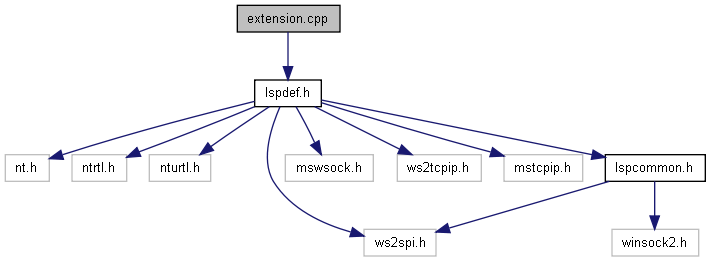 extension.cpp
lspdef.h
nt.h
ntrtl.h
nturtl.h
mswsock.h
ws2tcpip.h
mstcpip.h
lspcommon.h
ws2spi.h
winsock2.h